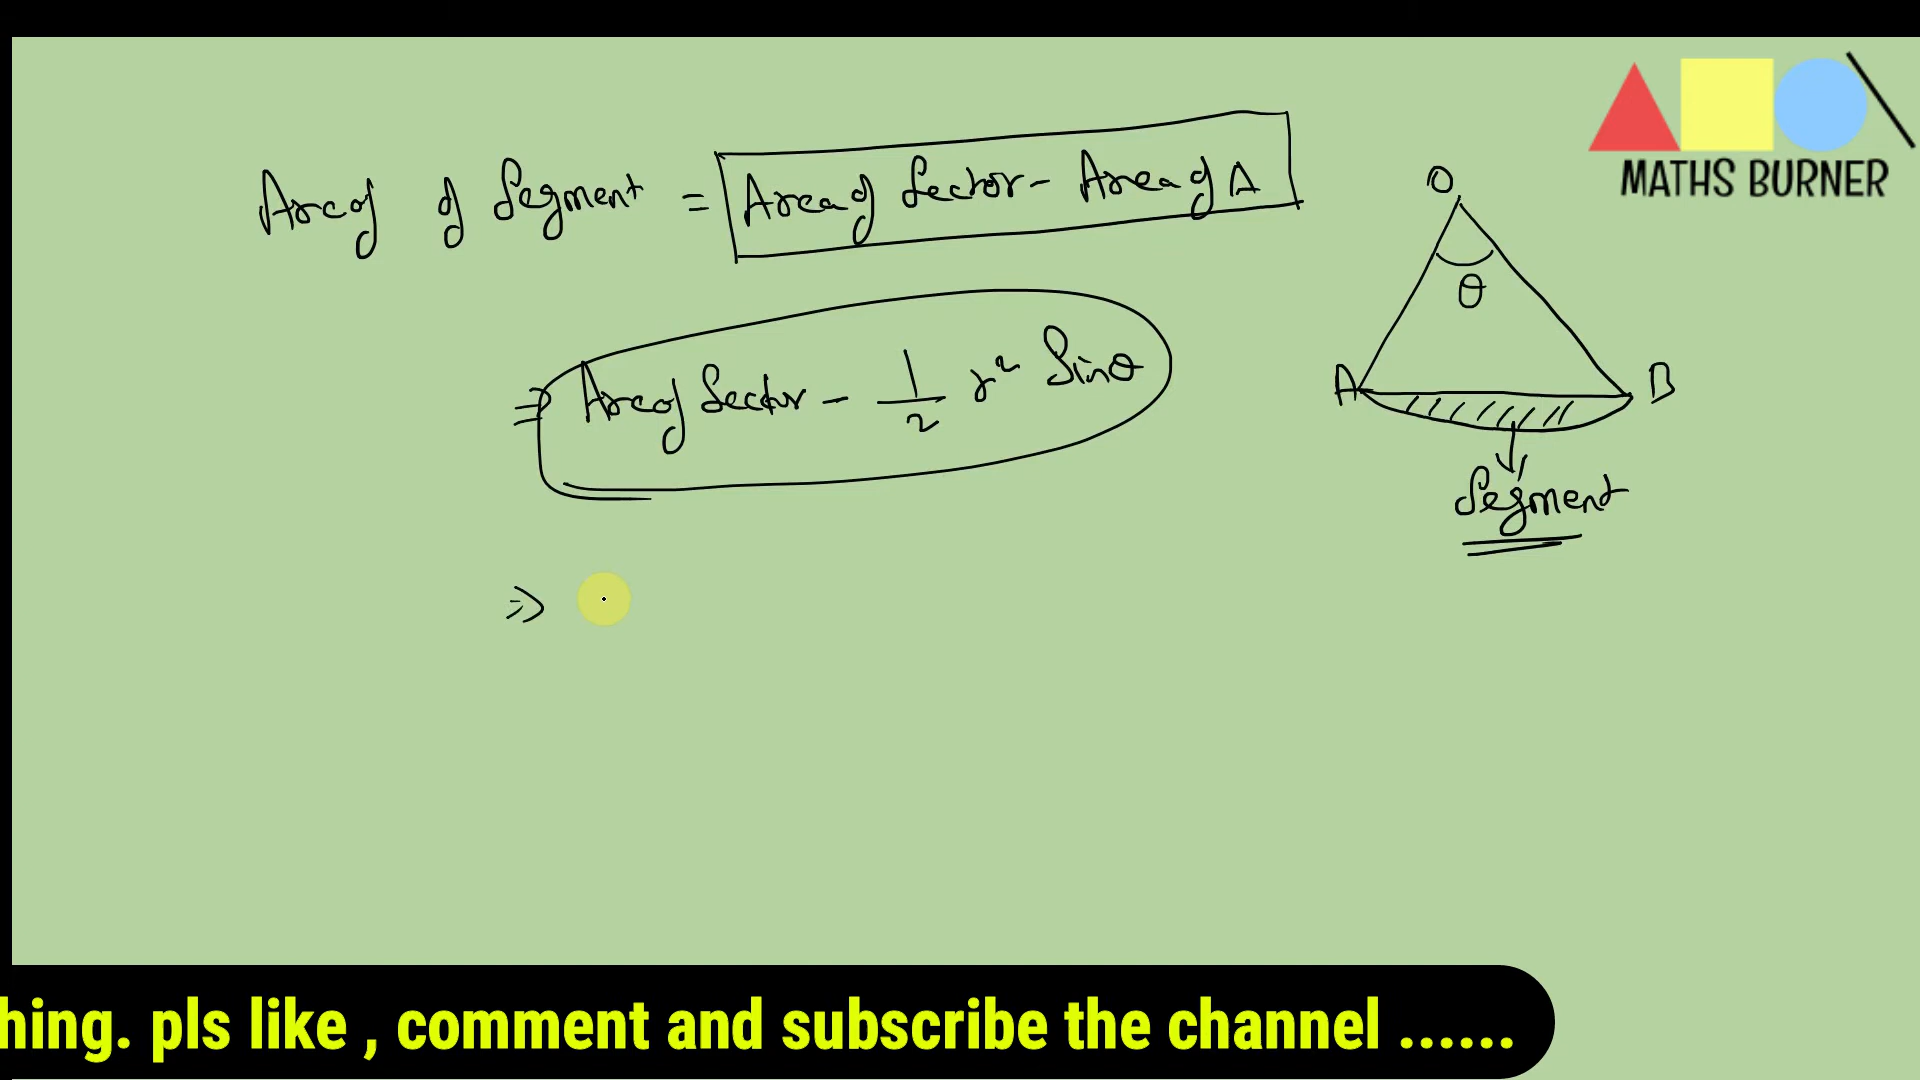 MATHS BURNER
Area of Segment = Area of Sector - Area of Δ
⇒ Area of Sector - 1/2 r² Sinθ
⇒
O
θ
A B
Segment
hing. pls like , comment and subscribe the channel ......